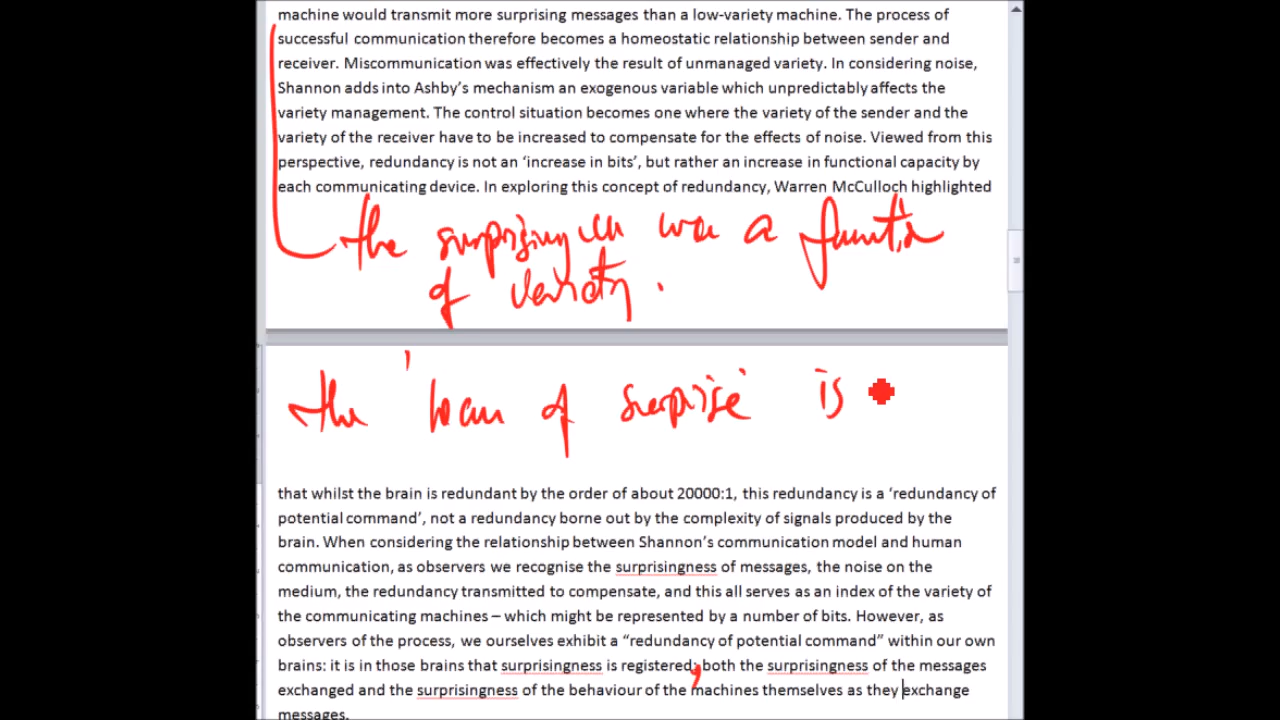 machine would transmit more surprising messages than a low-variety machine. The process of
successful communication therefore becomes a homeostatic relationship between sender and
receiver. Miscommunication was effectively the result of unmanaged variety. In considering noise,
Shannon adds into Ashby's mechanism an exogenous variable which unpredictably affects the
variety management. The control situation becomes one where the variety of the sender and the
variety of the receiver have to be increased to compensate for the effects of noise. Viewed from this
perspective, redundancy is not an ‘increase in bits’, but rather an increase in functional capacity by
each communicating device. In exploring this concept of redundancy, Warren McCulloch highlighted
the a function
of variety.
the of surprise' is
that whilst the brain is redundant by the order of about 20000:1, this redundancy is a ‘redundancy of
potential command’, not a redundancy borne out by the complexity of signals produced by the
brain. When considering the relationship between Shannon's communication model and human
communication, as observers we recognise the surprisingness of messages, the noise on the
medium, the redundancy transmitted to compensate, and this all serves as an index of the variety of
the communicating machines – which might be represented by a number of bits. However, as
observers of the process, we ourselves exhibit a “redundancy of potential command” within our own
brains: it is in those brains that surprisingness is registered; both the surprisingness of the messages
exchanged and the surprisingness of the behaviour of the machines themselves as they exchange
messages.